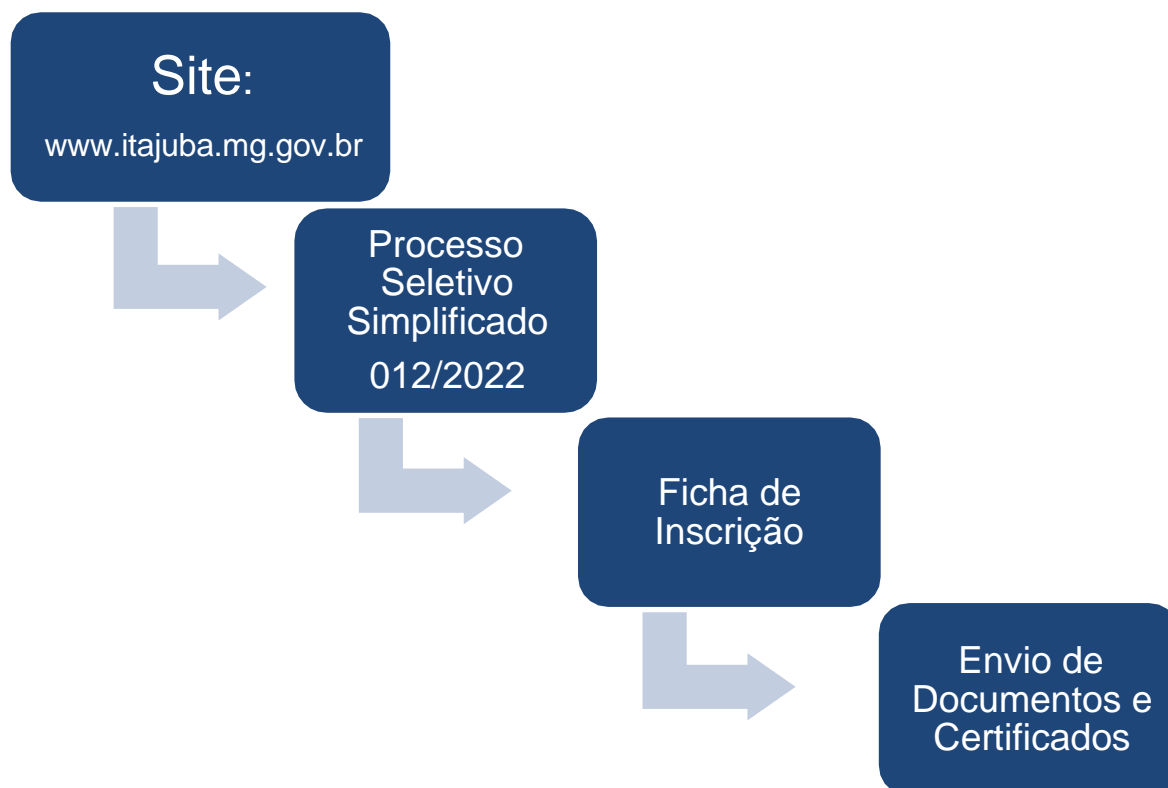 Site:
www.itajuba.mg.gov.br
Processo
Seletivo
Simplificado
012/2022
Ficha de
Inscrição
Envio de
Documentos e
Certificados